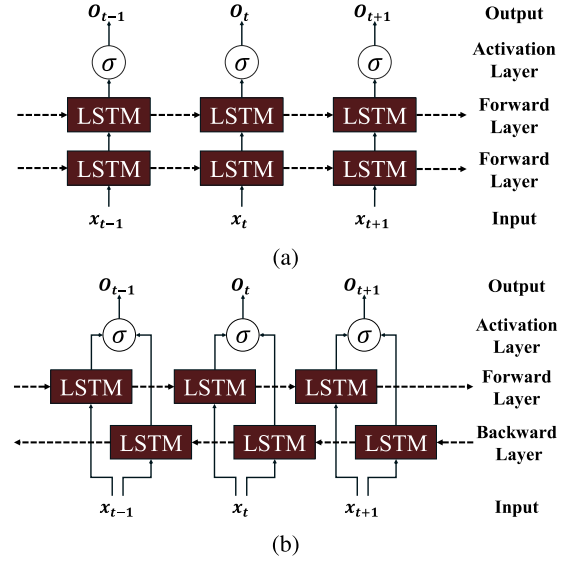 O_{t-1} O_t O_{t+1} Output
σ σ σ Activation Layer
LSTM LSTM LSTM Forward Layer
LSTM LSTM LSTM Forward Layer
x_{t-1} x_t x_{t+1} Input
(a)
O_{t-1} O_t O_{t+1} Output
σ σ σ Activation Layer
LSTM LSTM LSTM Forward Layer
LSTM LSTM LSTM Backward Layer
x_{t-1} x_t x_{t+1} Input
(b)